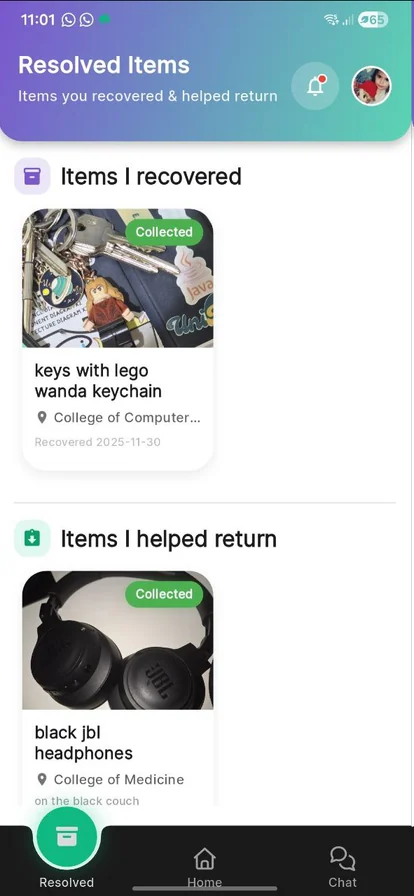 11:01
65
Resolved Items
Items you recovered & helped return
Items I recovered
Collected
Java
keys with lego
wanda keychain
College of Computer...
Recovered 2025-11-30
Items I helped return
Collected
JBL
black jbl
headphones
College of Medicine
on the black couch
Resolved
Home
Chat